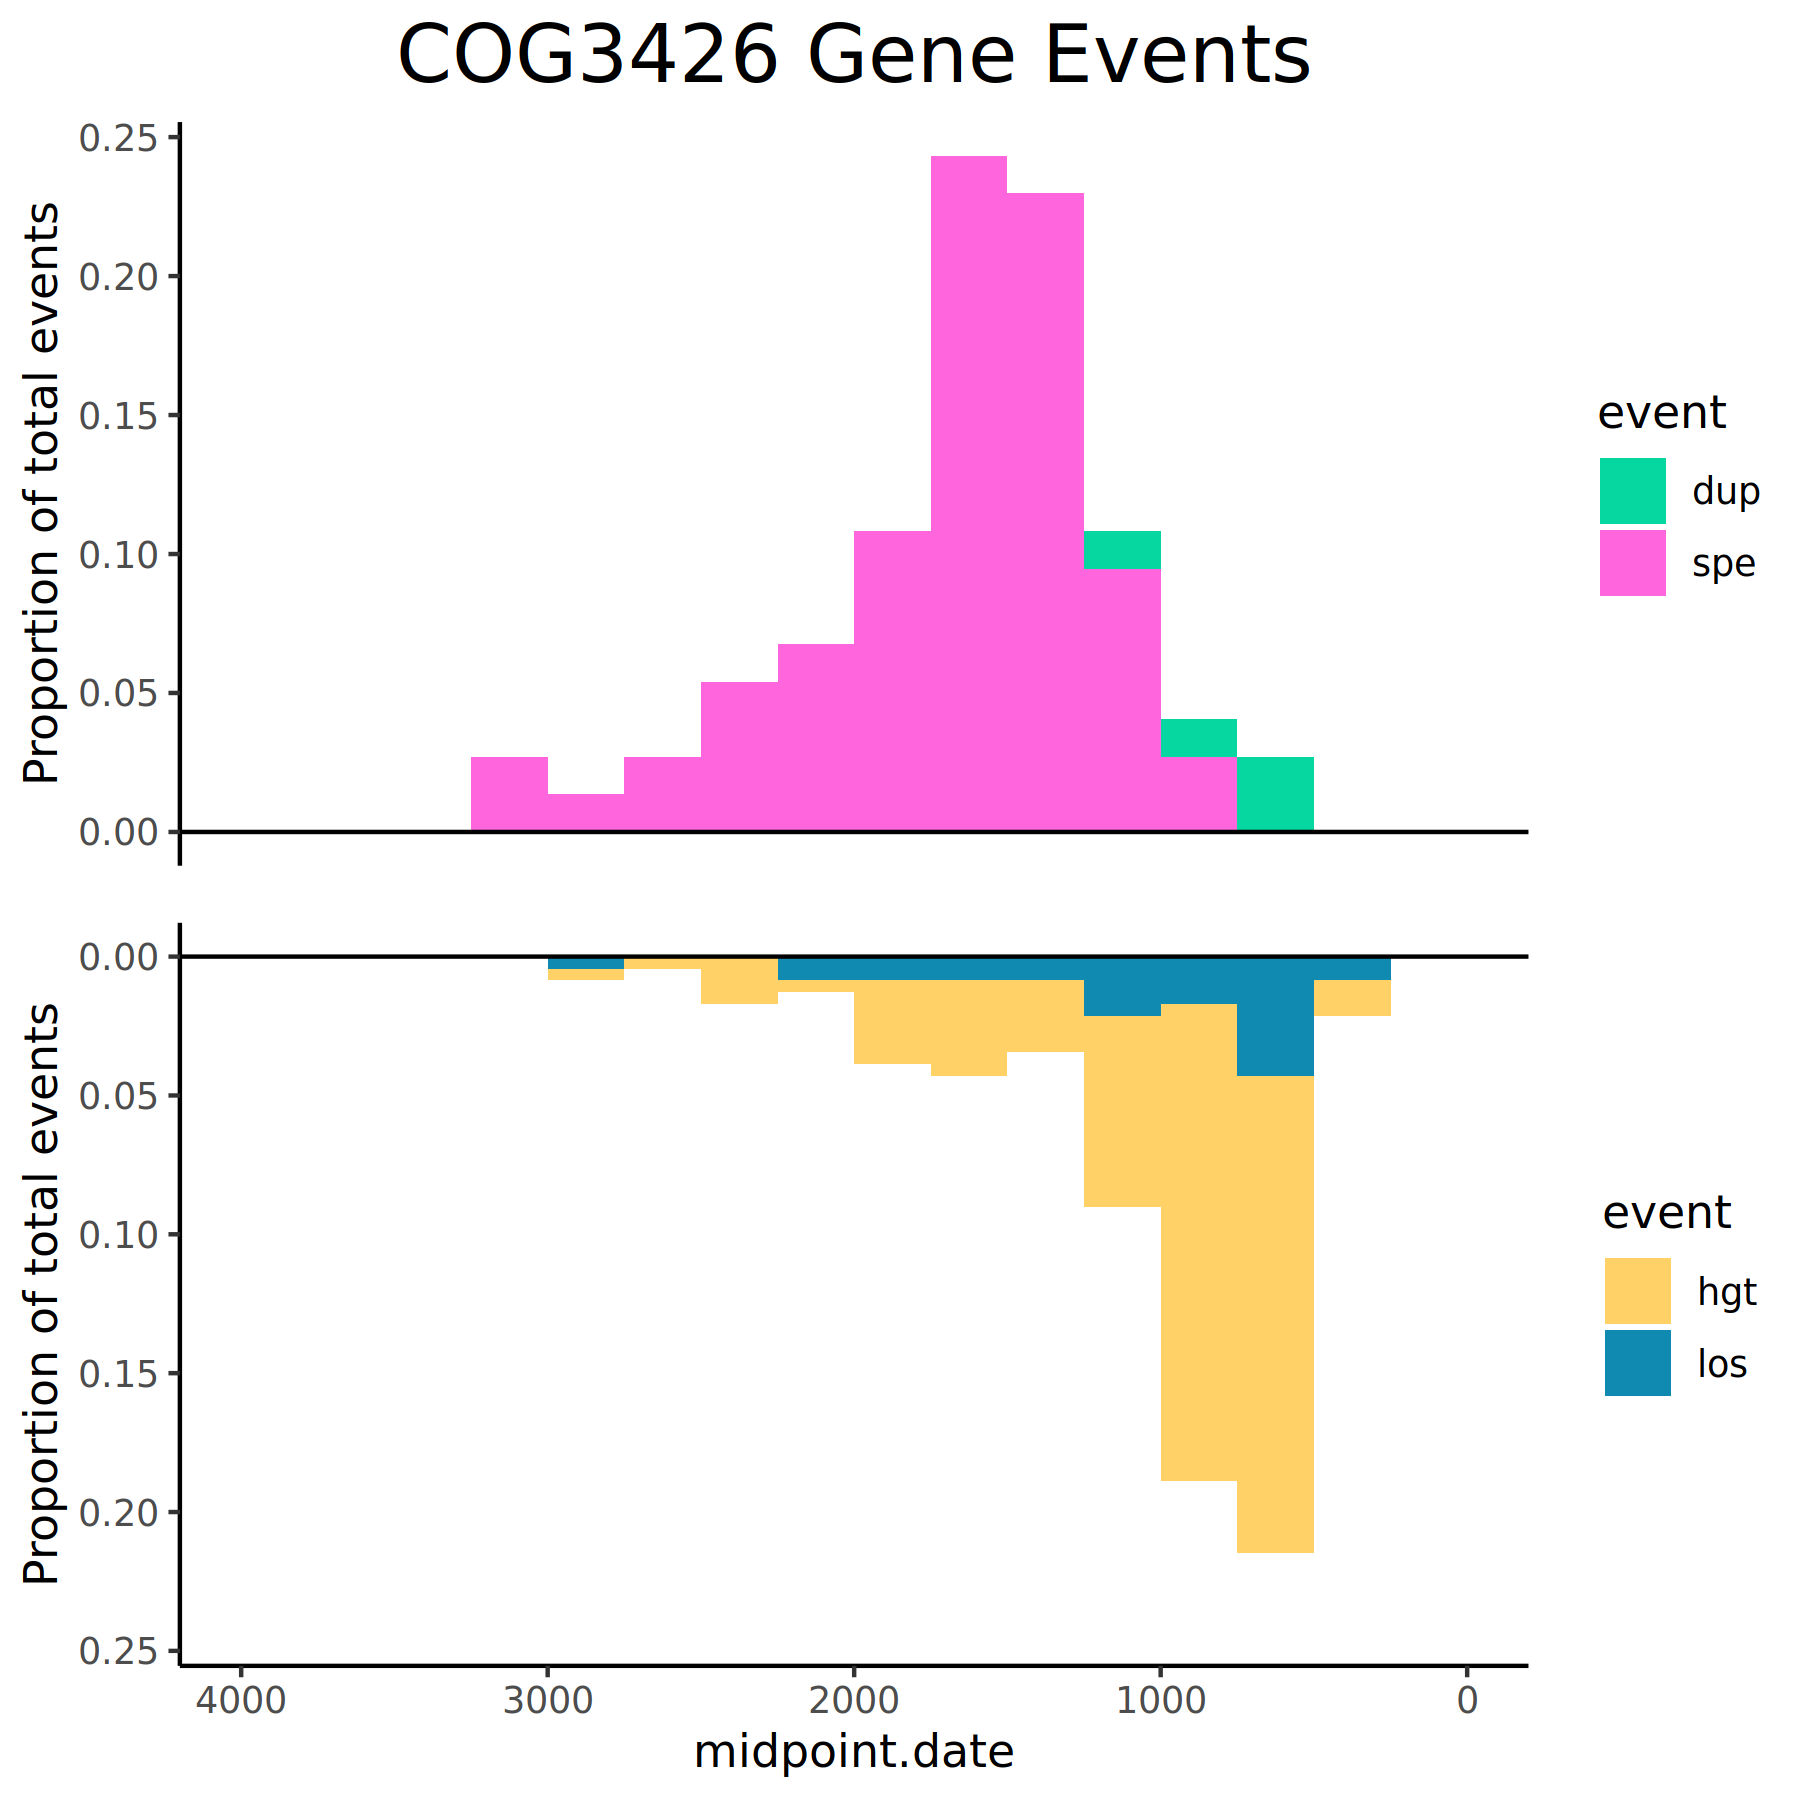 COG3426 Gene Events
Proportion of total events
0.25
0.20
0.15
0.10
0.05
0.00
event
dup
spe
Proportion of total events
0.00
0.05
0.10
0.15
0.20
0.25
event
hgt
los
4000 3000 2000 1000 0
midpoint.date